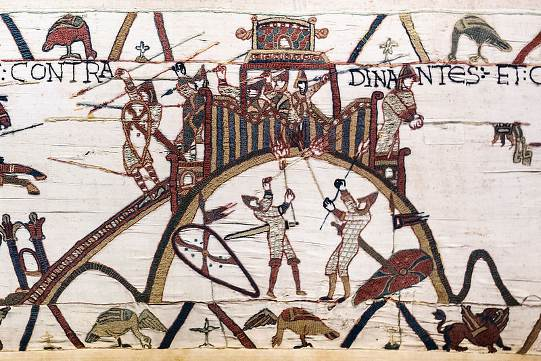 : CONTRA DINANTES: ET: C